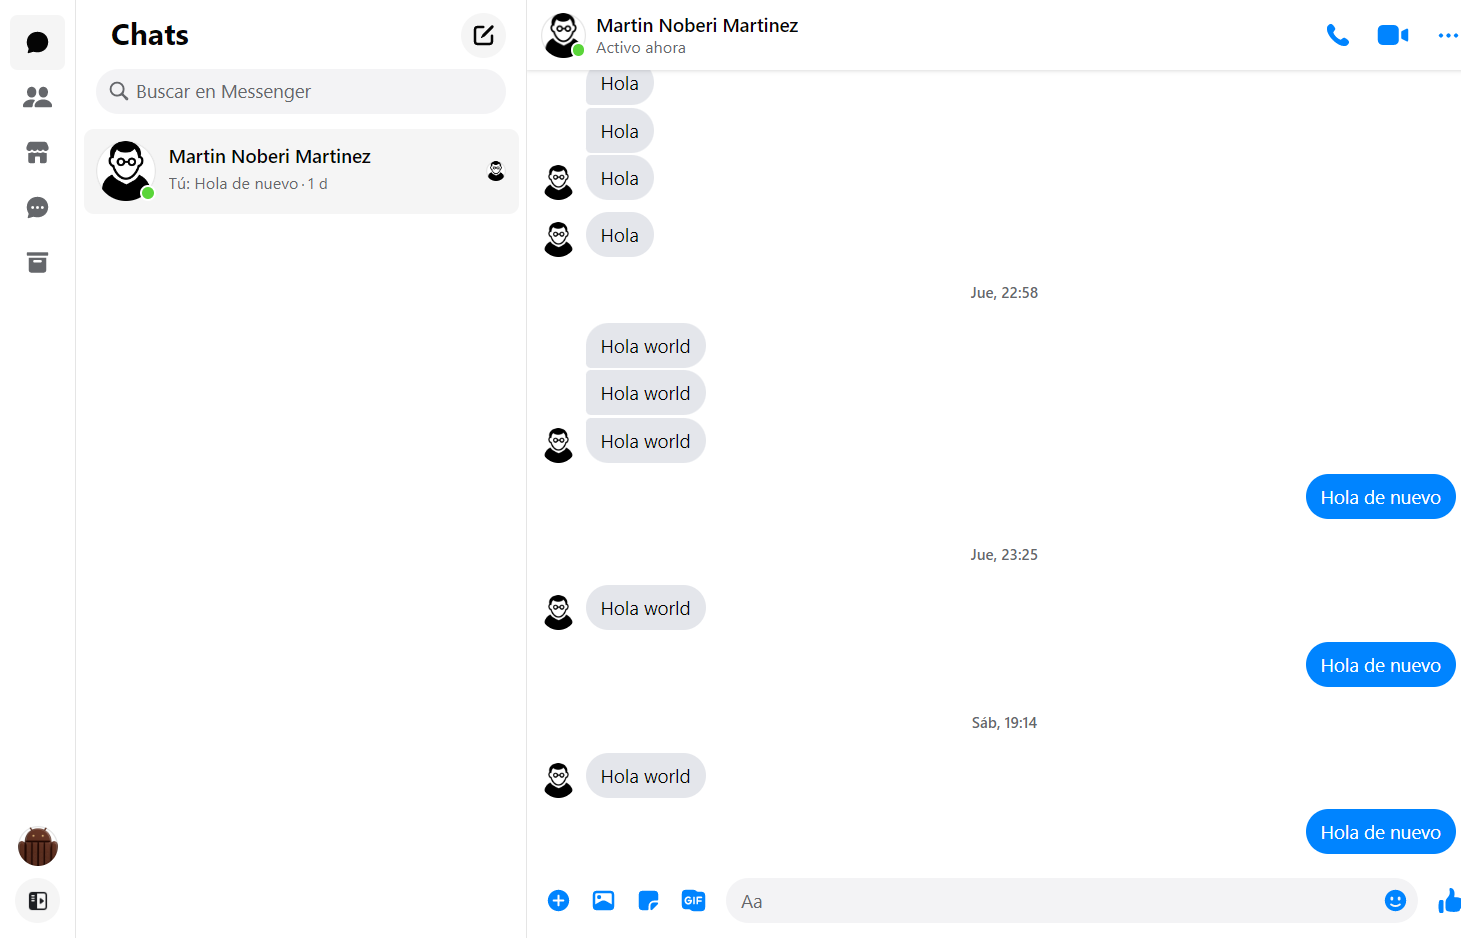 Chats
Buscar en Messenger
Martin Noberi Martinez
Tú: Hola de nuevo · 1 d
Martin Noberi Martinez
Activo ahora
Hola
Hola
Hola
Hola
Jue, 22:58
Hola world
Hola world
Hola world
Hola de nuevo
Jue, 23:25
Hola world
Hola de nuevo
Sáb, 19:14
Hola world
Hola de nuevo
GIF
Aa